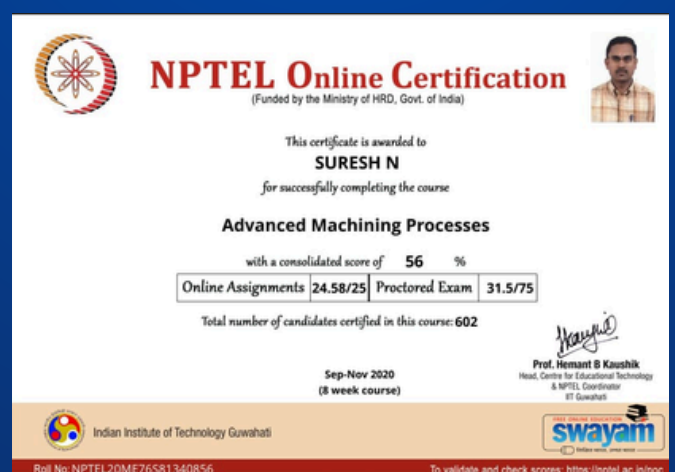 NPTEL Online Certification
(Funded by the Ministry of HRD, Govt. of India)
This certificate is awarded to
SURESH N
for successfully completing the course
Advanced Machining Processes
with a consolidated score of 56 %
Online Assignments 24.58/25 Proctored Exam 31.5/75
Total number of candidates certified in this course: 602
Sep-Nov 2020
(8 week course)
Prof. Hemant B Kaushik
Head, Centre for Educational Technology
& NPTEL Coordinator
IIT Guwahati
Indian Institute of Technology Guwahati
FREE ONLINE EDUCATION
swayam
Roll No: NPTEL20ME76S81340856
To validate and check scores: https://nptel.ac.in/noc